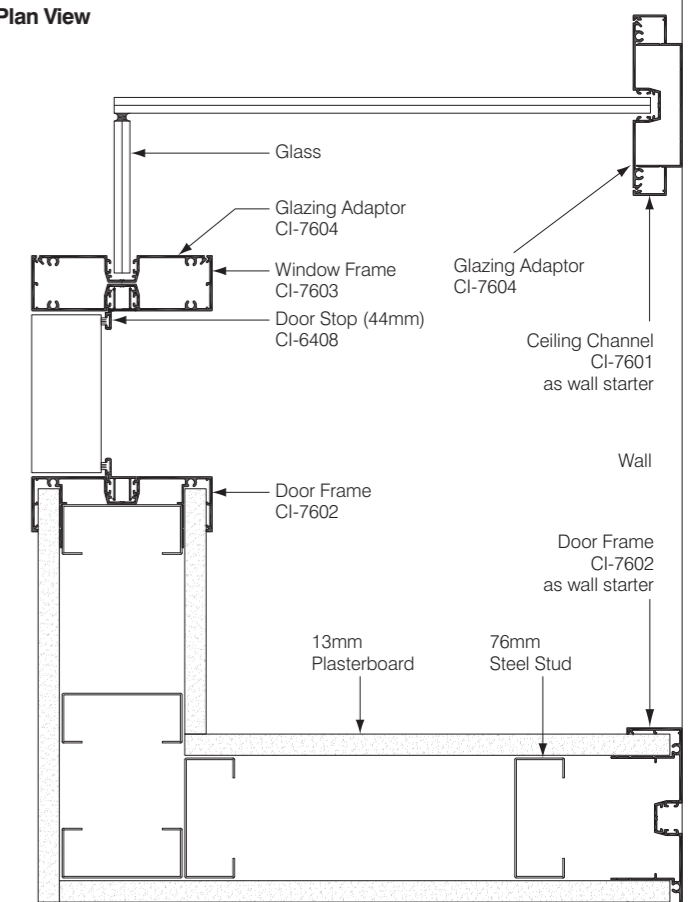 Plan View
Glass
Glazing Adaptor
CI-7604
Window Frame
CI-7603
Door Stop (44mm)
CI-6408
Glazing Adaptor
CI-7604
Ceiling Channel
CI-7601
as wall starter
Wall
Door Frame
CI-7602
Door Frame
CI-7602
as wall starter
13mm
Plasterboard
76mm
Steel Stud